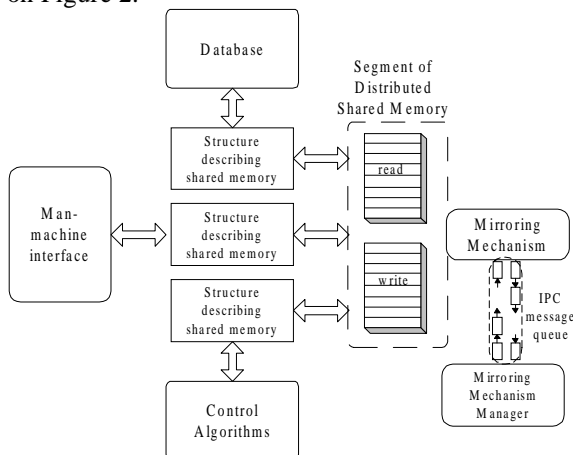 on Figure 2.
Database
Segment of
Distributed
Shared Memory
Structure
describing
shared memory
read
Man-
machine
interface
Structure
describing
shared memory
Mirroring
Mechanism
write
Structure
describing
shared memory
IPC
message
queue
Control
Algorithms
Mirroring
Mechanism
Manager